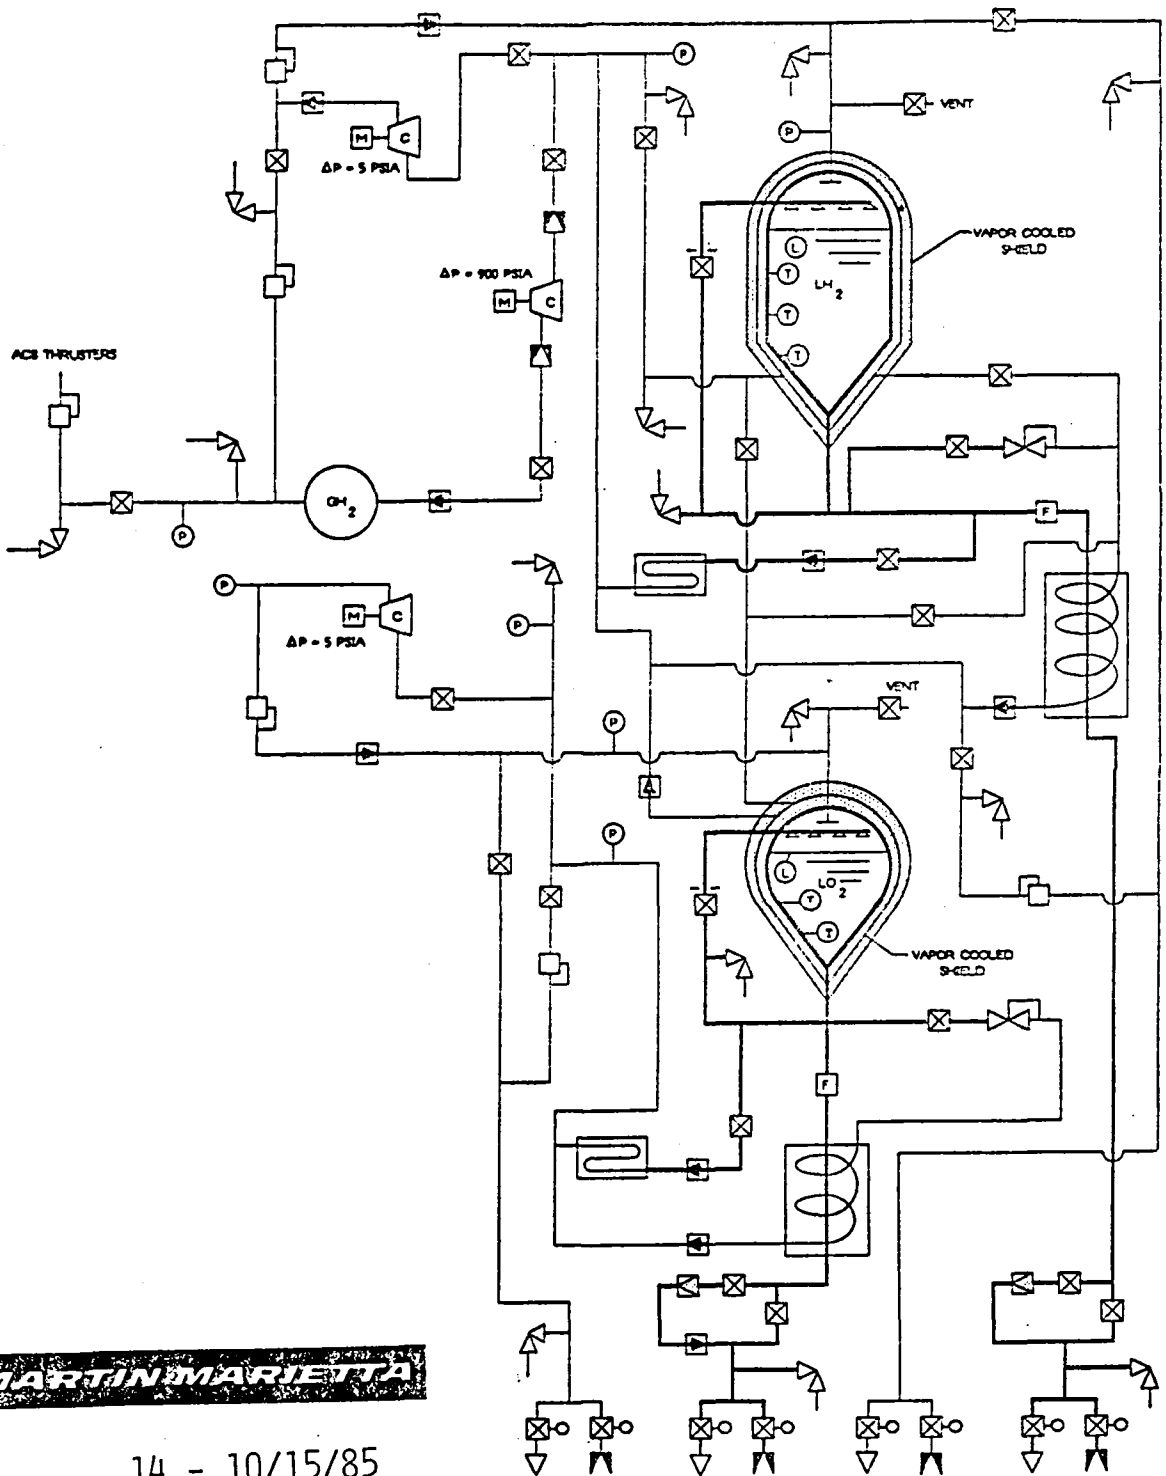 P
VENT
M
C
ΔP = 5 PSIA
P
VAPOR COOLED
SHIELD
L
T
LH2
ΔP = 900 PSIA
M
C
T
ACS THRUSTERS
T
GH2
P
F
P
M
C
ΔP = 5 PSIA
P
VENT
P
P
L
LO2
T
T
VAPOR COOLED
SHIELD
F
MARTIN MARIETTA
14 - 10/15/85